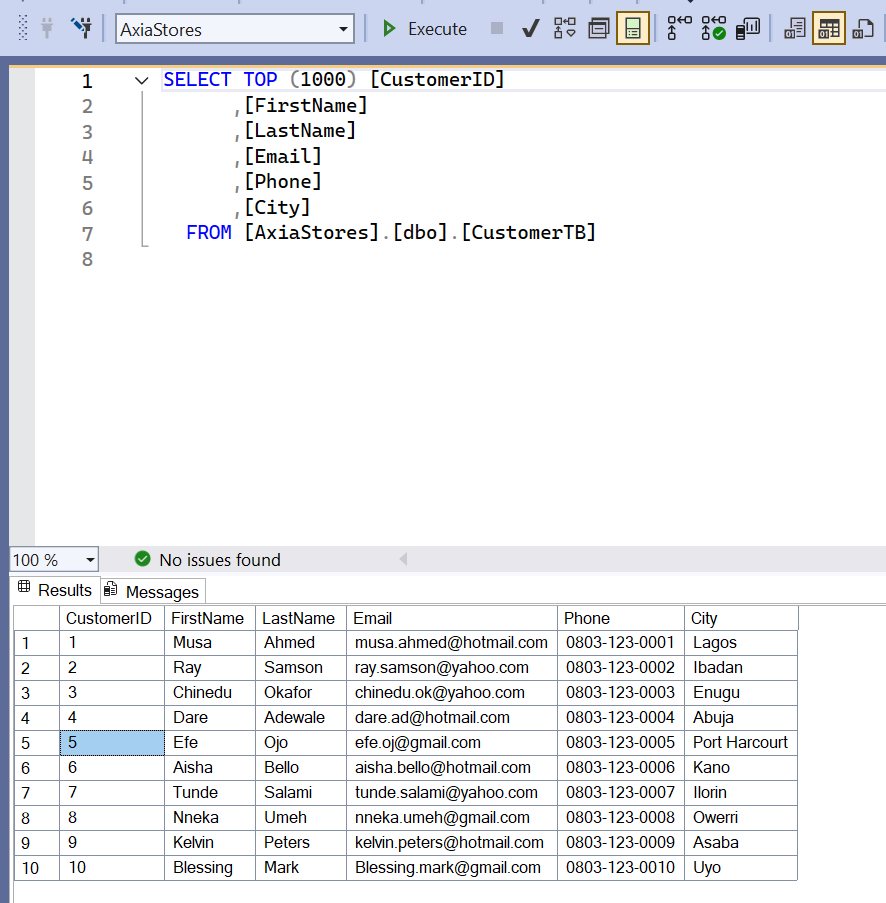 AxiaStores Execute
1 SELECT TOP (1000) [CustomerID]
2 ,[FirstName]
3 ,[LastName]
4 ,[Email]
5 ,[Phone]
6 ,[City]
7 FROM [AxiaStores].[dbo].[CustomerTB]
8
100 % No issues found
Results Messages
CustomerID FirstName LastName Email Phone City
1 1 Musa Ahmed musa.ahmed@hotmail.com 0803-123-0001 Lagos
2 2 Ray Samson ray.samson@yahoo.com 0803-123-0002 Ibadan
3 3 Chinedu Okafor chinedu.ok@yahoo.com 0803-123-0003 Enugu
4 4 Dare Adewale dare.ad@hotmail.com 0803-123-0004 Abuja
5 5 Efe Ojo efe.oj@gmail.com 0803-123-0005 Port Harcourt
6 6 Aisha Bello aisha.bello@hotmail.com 0803-123-0006 Kano
7 7 Tunde Salami tunde.salami@yahoo.com 0803-123-0007 Ilorin
8 8 Nneka Umeh nneka.umeh@gmail.com 0803-123-0008 Owerri
9 9 Kelvin Peters kelvin.peters@hotmail.com 0803-123-0009 Asaba
10 10 Blessing Mark Blessing.mark@gmail.com 0803-123-0010 Uyo